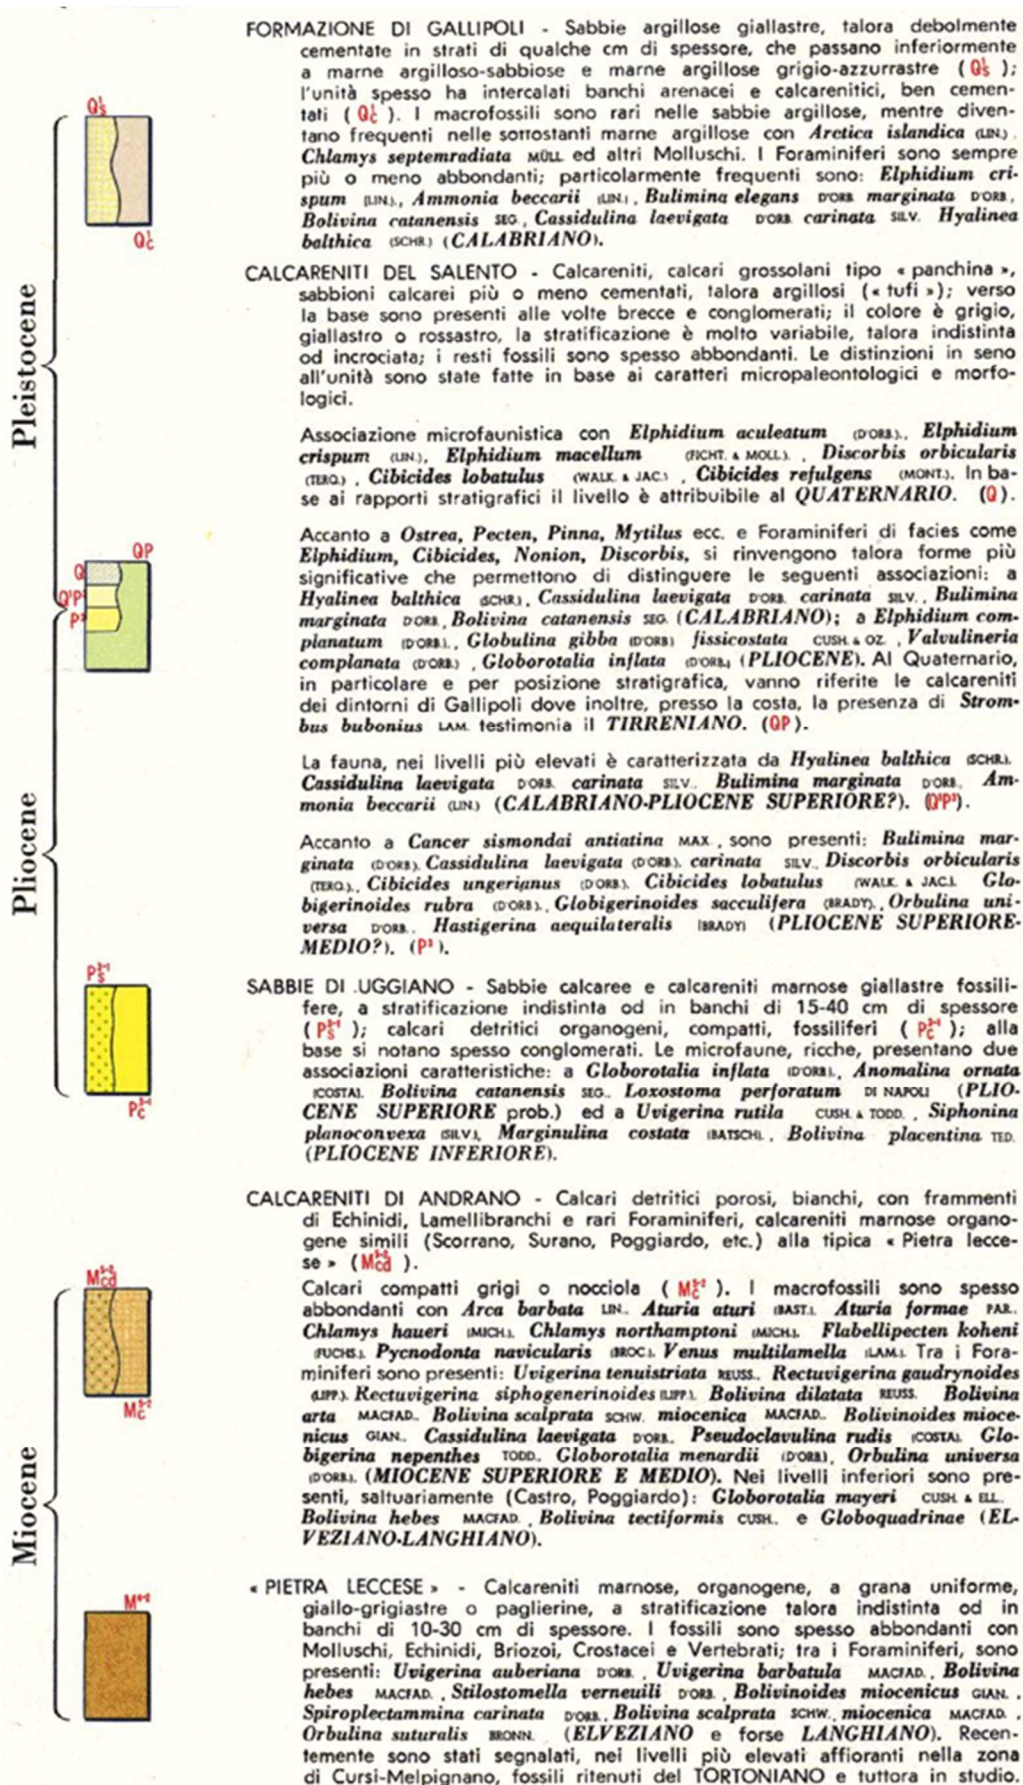 FORMAZIONE DI GALLIPOLI - Sabbie argillose giallastre, talora debolmente
cementate in strati di qualche cm di spessore, che passano inferiormente
a marne argilloso-sabbiose e marne argillose grigio-azzurrastre ( Q¹s );
l'unità spesso ha intercalati banchi arenacei e calcarenitici, ben cemen-
tati ( Q¹c ). I macrofossili sono rari nelle sabbie argillose, mentre diven-
tano frequenti nelle sottostanti marne argillose con Arctica islandica (LIN.),
Chlamys septemradiata MÜLL. ed altri Molluschi. I Foraminiferi sono sempre
più o meno abbondanti; particolarmente frequenti sono: Elphidium cri-
spum (LIN.), Ammonia beccarii (LIN.), Bulimina elegans D'ORB. marginata D'ORB.,
Bolivina catanensis SEG., Cassidulina laevigata D'ORB. carinata SILV. Hyalinea
balthica (SCHR.) (CALABRIANO).
Q¹s
Q¹c
Pleistocene
CALCARENITI DEL SALENTO - Calcareniti, calcari grossolani tipo « panchina »,
sabbioni calcarei più o meno cementati, talora argillosi (« tufi »); verso
la base sono presenti alle volte brecce e conglomerati; il colore è grigio,
giallastro o rossastro, la stratificazione è molto variabile, talora indistinta
od incrociata; i resti fossili sono spesso abbondanti. Le distinzioni in seno
all'unità sono state fatte in base ai caratteri micropaleontologici e morfo-
logici.
Associazione microfaunistica con Elphidium aculeatum (D'ORB.), Elphidium
crispum (LIN.), Elphidium macellum (FICHT. & MOLL.), Discorbis orbicularis
(TERQ.), Cibicides lobatulus (WALK. & JAC.), Cibicides refulgens (MONT.). In ba-
se ai rapporti stratigrafici il livello è attribuibile al QUATERNARIO. (Q).
Accanto a Ostrea, Pecten, Pinna, Mytilus ecc. e Foraminiferi di facies come
Elphidium, Cibicides, Nonion, Discorbis, si rinvengono talora forme più
significative che permettono di distinguere le seguenti associazioni: a
Hyalinea balthica (SCHR.), Cassidulina laevigata D'ORB. carinata SILV., Bulimina
marginata D'ORB., Bolivina catanensis SEG. (CALABRIANO); a Elphidium com-
planatum (D'ORB.), Globulina gibba (D'ORB.) fissicostata CUSH. & OZ., Valvulineria
complanata (D'ORB.), Globorotalia inflata (D'ORB.) (PLIOCENE). Al Quaternario,
in particolare e per posizione stratigrafica, vanno riferite le calcareniti
dei dintorni di Gallipoli dove inoltre, presso la costa, la presenza di Strom-
bus bubonius LAM. testimonia il TIRRENIANO. (QP).
QP
Q
Q¹P³
P³
La fauna, nei livelli più elevati è caratterizzata da Hyalinea balthica (SCHR.),
Cassidulina laevigata D'ORB. carinata SILV., Bulimina marginata D'ORB., Am-
monia beccarii (LIN.) (CALABRIANO-PLIOCENE SUPERIORE?). (Q¹P³).
Accanto a Cancer sismondai antiatina MAX., sono presenti: Bulimina mar-
ginata (D'ORB.), Cassidulina laevigata (D'ORB.), carinata SILV., Discorbis orbicularis
(TERQ.), Cibicides ungerianus (D'ORB.), Cibicides lobatulus (WALK. & JAC.), Glo-
bigerinoides rubra (D'ORB.), Globigerinoides sacculifera (BRADY), Orbulina uni-
versa D'ORB., Hastigerina aequilateralis (BRADY) (PLIOCENE SUPERIORE-
MEDIO?). (P³).
Pliocene
SABBIE DI UGGIANO - Sabbie calcaree e calcareniti marnose giallastre fossili-
fere, a stratificazione indistinta od in banchi di 15-40 cm di spessore
( P³⁻¹s ); calcari detritici organogeni, compatti, fossiliferi ( P³⁻¹c ); alla
base si notano spesso conglomerati. Le microfaune, ricche, presentano due
associazioni caratteristiche: a Globorotalia inflata (D'ORB.), Anomalina ornata
(COSTA), Bolivina catanensis SEG., Loxostoma perforatum DI NAPOLI (PLIO-
CENE SUPERIORE prob.) ed a Uvigerina rutila CUSH. & TODD., Siphonina
planoconvexa (SILV.), Marginulina costata (BATSCH), Bolivina placentina TED.
(PLIOCENE INFERIORE).
P³⁻¹s
P³⁻¹c
CALCARENITI DI ANDRANO - Calcari detritici porosi, bianchi, con frammenti
di Echinidi, Lamellibranchi e rari Foraminiferi, calcareniti marnose organo-
gene simili (Scorrano, Surano, Poggiardo, etc.) alla tipica « Pietra lecce-
se » (M⁵⁻²cd ).
Calcari compatti grigi o nocciola ( M⁵⁻²c ). I macrofossili sono spesso
abbondanti con Arca barbata LIN., Aturia aturi (BAST.), Aturia formae PAR.,
Chlamys haueri (MICH.), Chlamys northamptoni (MICH.), Flabellipecten koheni
(FUCHS.), Pycnodonta navicularis (BROC.), Venus multilamella (LAM.). Tra i Fora-
miniferi sono presenti: Uvigerina tenuistriata REUSS., Rectuvigerina gaudrynoides
(LIPP.), Rectuvigerina siphogenerinoides (LIPP.), Bolivina dilatata REUSS. Bolivina
arta MACFAD., Bolivina scalprata SCHW. miocenica MACFAD., Bolivinoides mioce-
nicus GIAN., Cassidulina laevigata D'ORB., Pseudoclavulina rudis (COSTA), Glo-
bigerina nepenthes TODD., Globorotalia menardii (D'ORB.), Orbulina universa
(D'ORB.), (MIOCENE SUPERIORE E MEDIO). Nei livelli inferiori sono pre-
senti, saltuariamente (Castro, Poggiardo): Globorotalia mayeri CUSH. & ELL.,
Bolivina hebes MACFAD., Bolivina tectiformis CUSH. e Globoquadrinae (EL-
VEZIANO-LANGHIANO).
M⁵⁻²cd
M⁵⁻²c
Miocene
« PIETRA LECCESE » - Calcareniti marnose, organogene, a grana uniforme,
giallo-grigiastre o paglierine, a stratificazione talora indistinta od in
banchi di 10-30 cm di spessore. I fossili sono spesso abbondanti con
Molluschi, Echinidi, Briozoi, Crostacei e Vertebrati; tra i Foraminiferi, sono
presenti: Uvigerina auberiana D'ORB., Uvigerina barbatula MACFAD., Bolivina
hebes MACFAD., Stilostomella verneuili D'ORB., Bolivinoides miocenicus GIAN.,
Spiroplectammina carinata D'ORB., Bolivina scalprata SCHW. miocenica MACFAD.,
Orbulina suturalis BRONN. (ELVEZIANO e forse LANGHIANO). Recen-
temente sono stati segnalati, nei livelli più elevati affioranti nella zona
di Cursi-Melpignano, fossili ritenuti del TORTONIANO e tuttora in studio.
M⁴⁻²